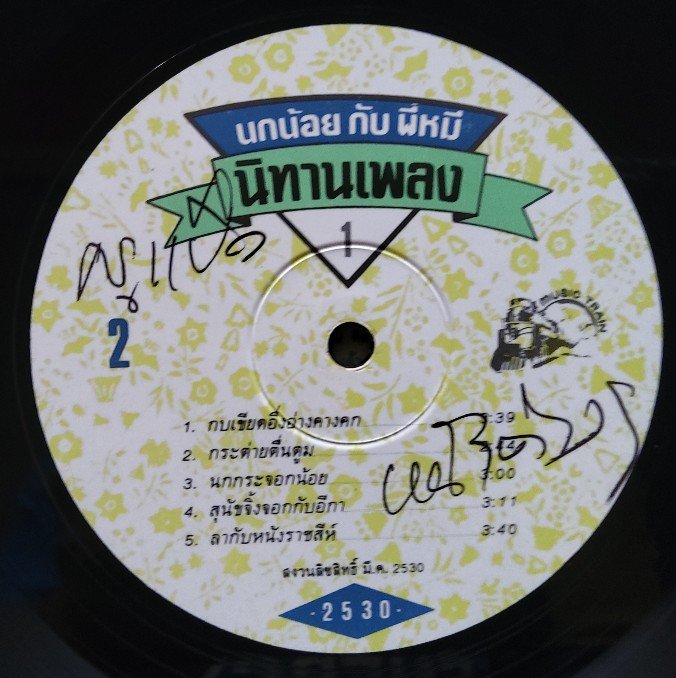 นกน้อย กับ พี่หมี
นิทานเพลง
1
2
MUSIC TRAIN
1. กบเขียดอึ่งอ่างคางคก 3:39
2. กระต่ายตื่นตูม
3. นกกระจอกน้อย 3:00
4. สุนัขจิ้งจอกกับอีกา 3:11
5. ลากับหนังราชสีห์ 3:40
สงวนลิขสิทธิ์ มี.ค. 2530
-2530-